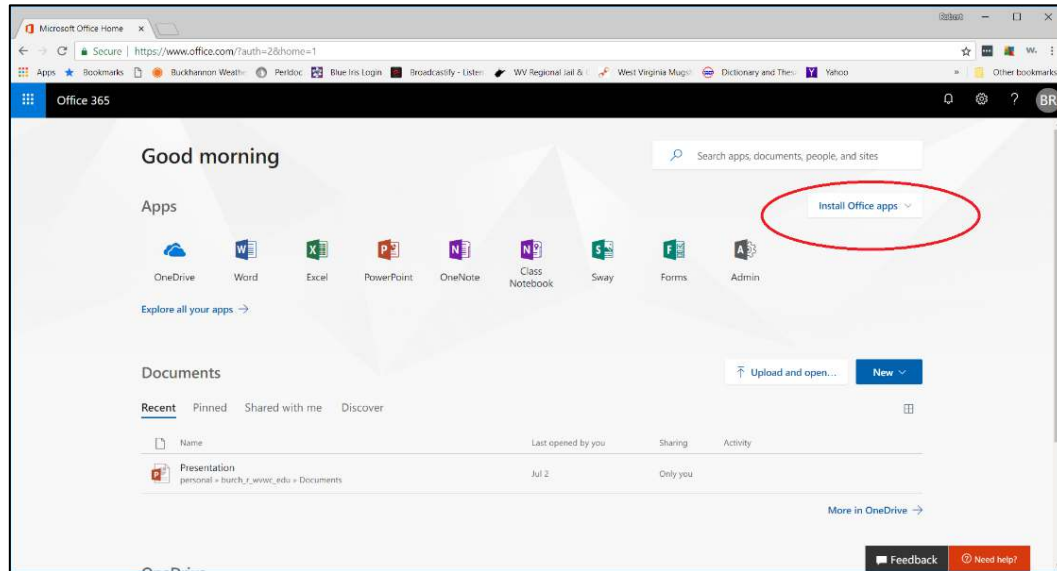 Microsoft Office Home
Secure | https://www.office.com/?auth=2&home=1
Apps Bookmarks Buckhannon Weathe Perldoc Blue Iris Login Broadcastify - Listen WV Regional Jail & West Virginia Mugs Dictionary and Thes Yahoo » Other bookmarks
Office 365 ? BR
Good morning
Search apps, documents, people, and sites
Apps
Install Office apps
OneDrive Word Excel PowerPoint OneNote Class Notebook Sway Forms Admin
Explore all your apps →
Documents
Upload and open... New
Recent Pinned Shared with me Discover
Name Last opened by you Sharing Activity
Presentation Jul 2 Only you
personal » burch_r_wvwc_edu » Documents
More in OneDrive →
Feedback Need help?